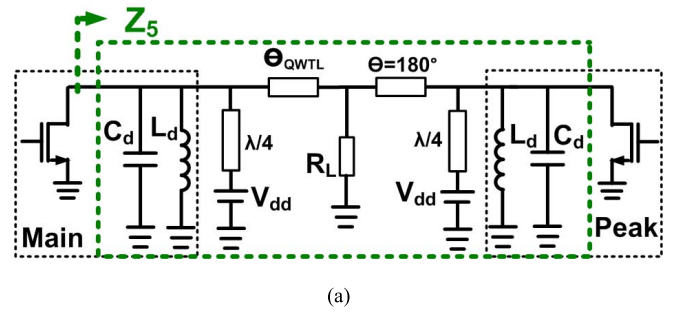 Z5
ΘQWTL
Θ=180°
Cd
Ld
λ/4
Vdd
RL
λ/4
Vdd
Ld
Cd
Main
Peak
(a)